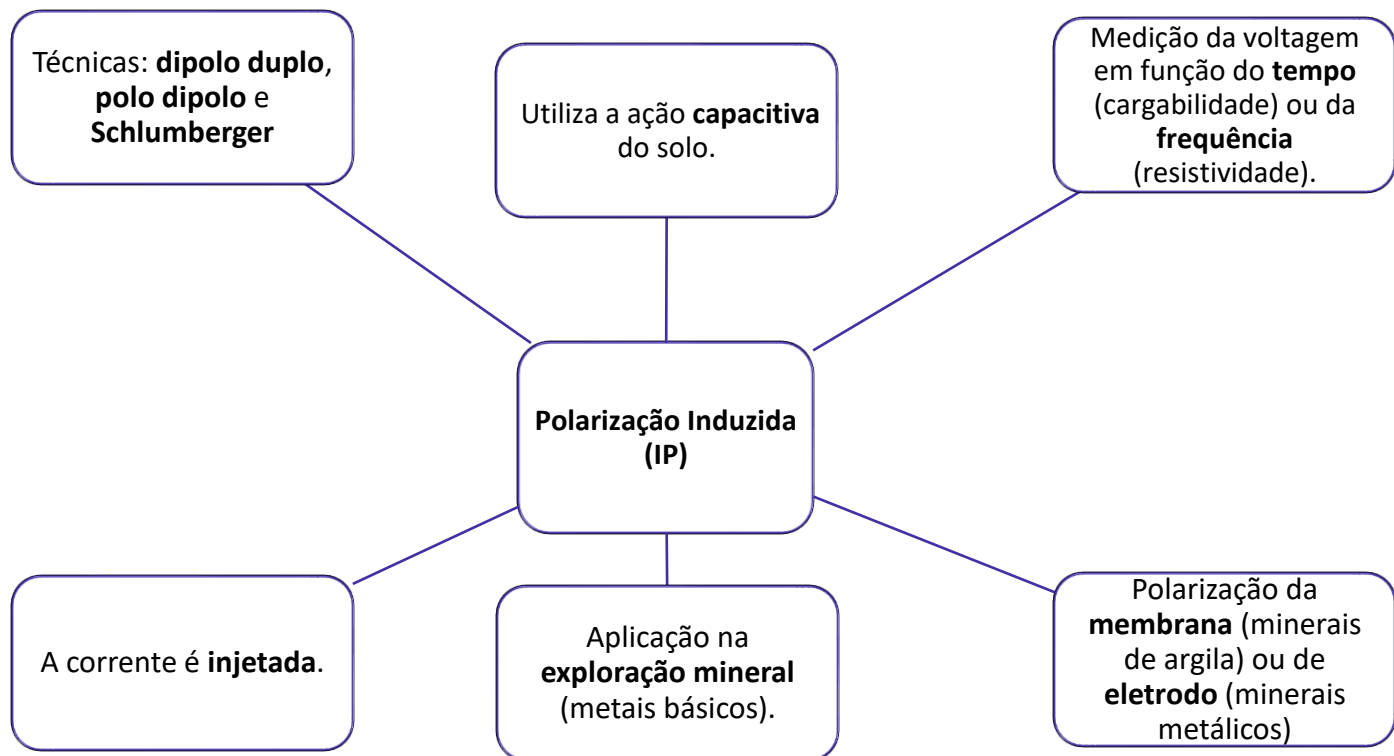 Técnicas: dipolo duplo,
polo dipolo e
Schlumberger
Utiliza a ação capacitiva
do solo.
Medição da voltagem
em função do tempo
(cargabilidade) ou da
frequência
(resistividade).
Polarização Induzida
(IP)
A corrente é injetada.
Aplicação na
exploração mineral
(metais básicos).
Polarização da
membrana (minerais
de argila) ou de
eletrodo (minerais
metálicos)